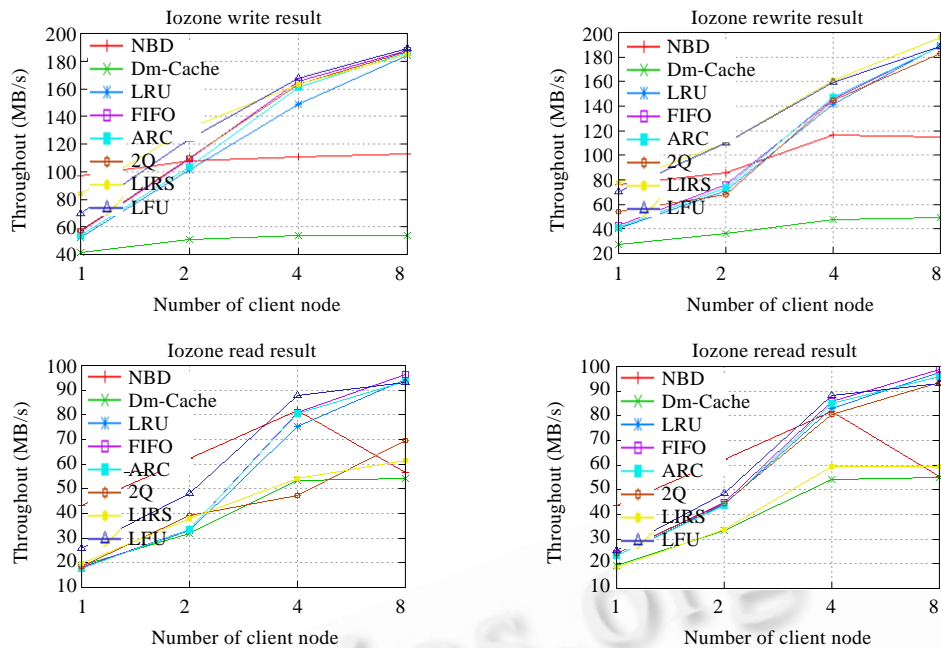 Iozone write result
Throughout (MB/s)
200
180
160
140
120
100
80
60
40
NBD
Dm-Cache
LRU
FIFO
ARC
2Q
LIRS
LFU
1 2 4 8
Number of client node
Iozone rewrite result
Throughout (MB/s)
200
180
160
140
120
100
80
60
40
20
NBD
Dm-Cache
LRU
FIFO
ARC
2Q
LIRS
LFU
1 2 4 8
Number of client node
Iozone read result
Throughout (MB/s)
100
90
80
70
60
50
40
30
20
10
NBD
Dm-Cache
LRU
FIFO
ARC
2Q
LIRS
LFU
1 2 4 8
Number of client node
Iozone reread result
Throughout (MB/s)
100
90
80
70
60
50
40
30
20
10
NBD
Dm-Cache
LRU
FIFO
ARC
2Q
LIRS
LFU
1 2 4 8
Number of client node